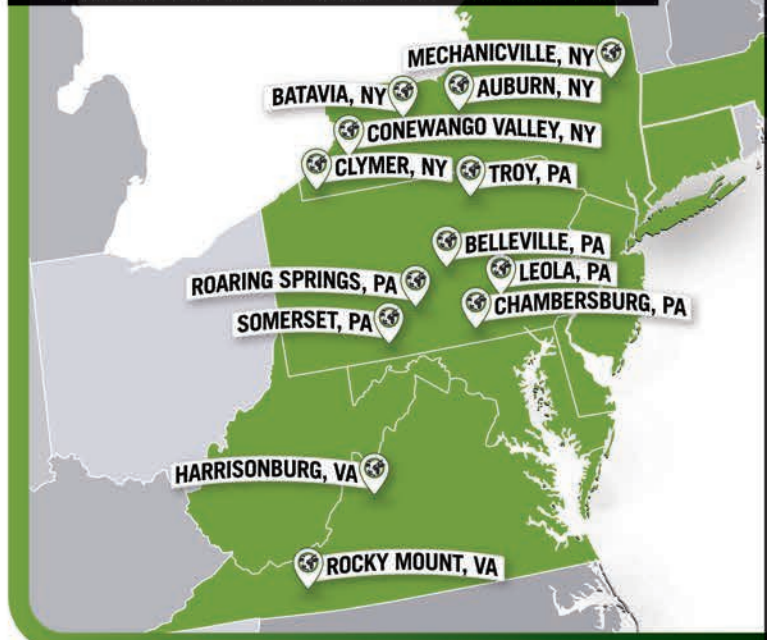 MECHANICVILLE, NY
BATAVIA, NY
AUBURN, NY
CONEWANGO VALLEY, NY
CLYMER, NY
TROY, PA
BELLEVILLE, PA
LEOLA, PA
ROARING SPRINGS, PA
CHAMBERSBURG, PA
SOMERSET, PA
HARRISONBURG, VA
ROCKY MOUNT, VA